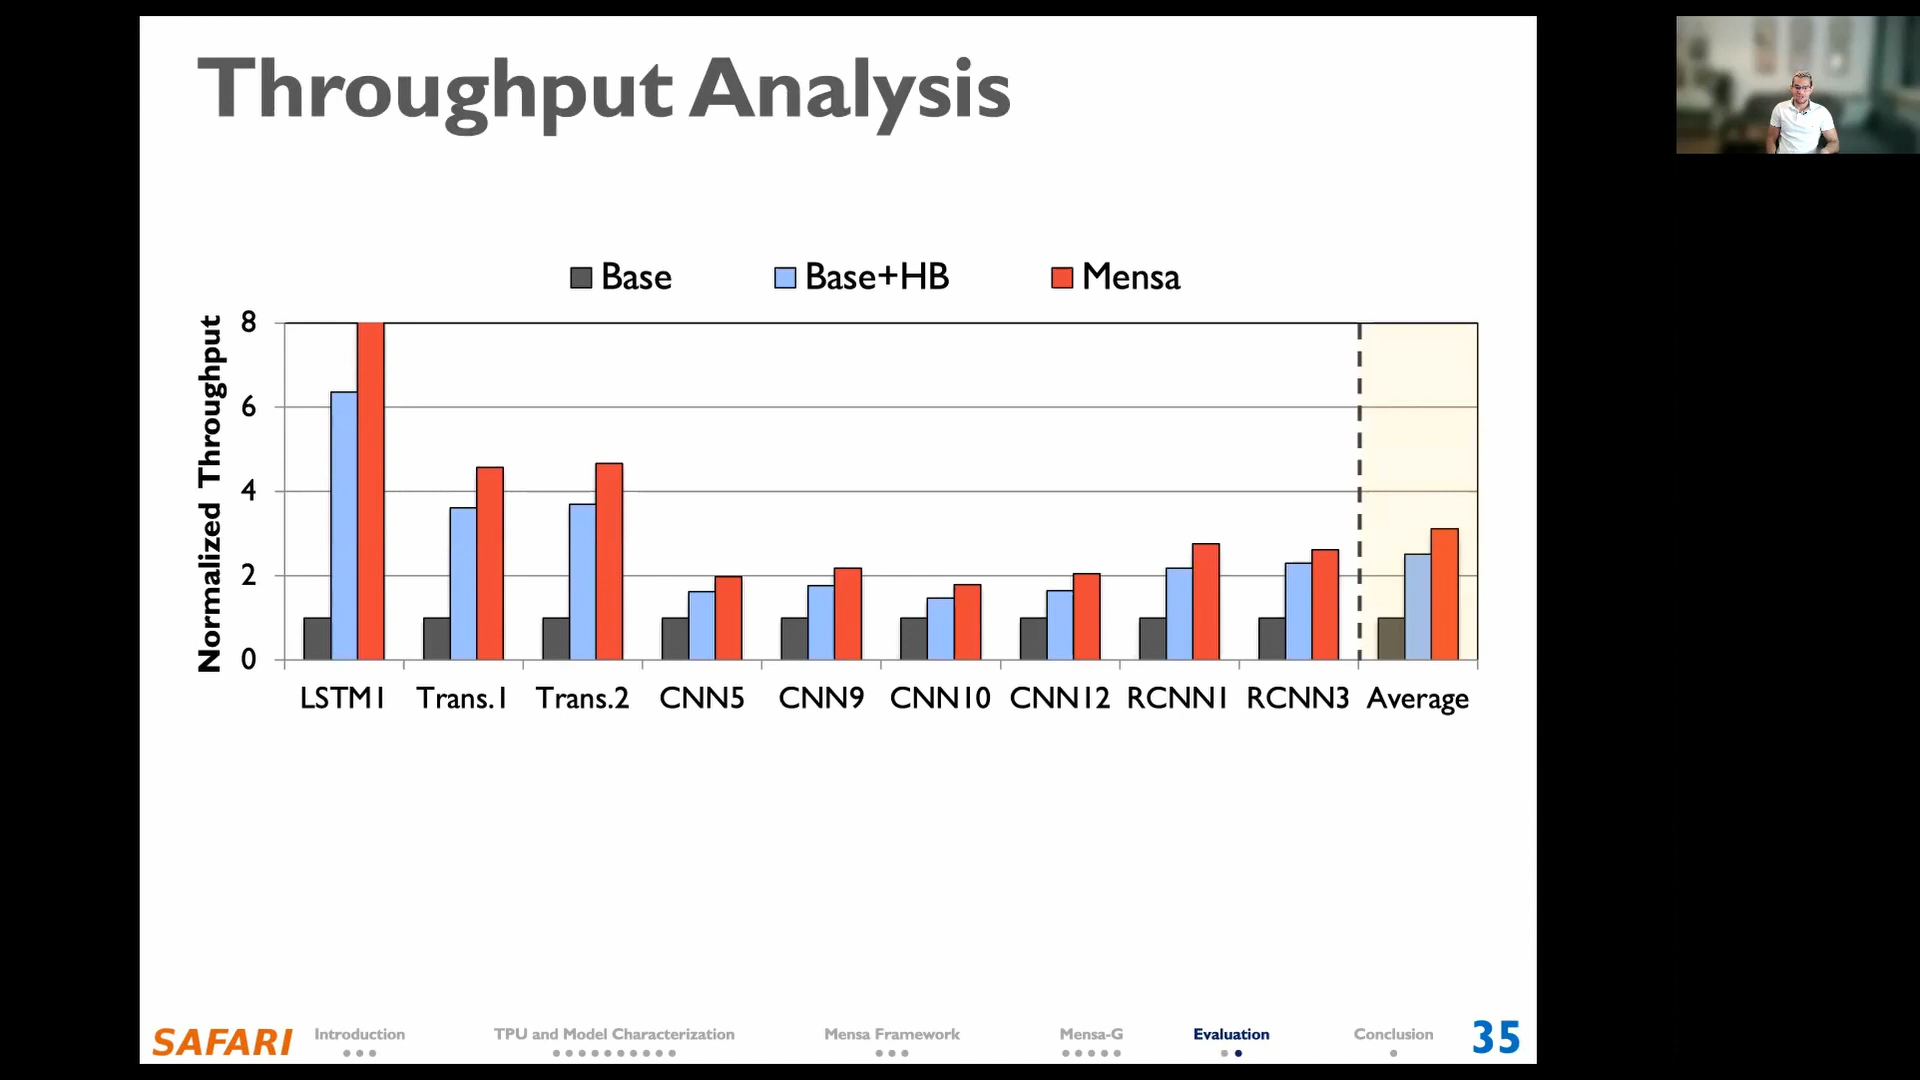 Throughput Analysis
Base Base+HB Mensa
Normalized Throughput
8
6
4
2
0
LSTM1 Trans.1 Trans.2 CNN5 CNN9 CNN10 CNN12 RCNN1 RCNN3 Average
SAFARI Introduction TPU and Model Characterization Mensa Framework Mensa-G Evaluation Conclusion 35